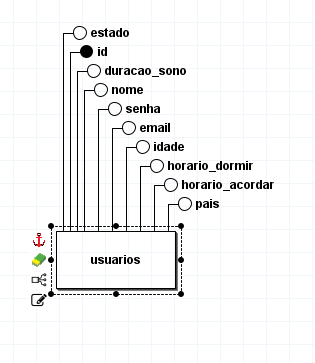 estado
id
duracao_sono
nome
senha
email
idade
horario_dormir
horario_acordar
pais
usuarios